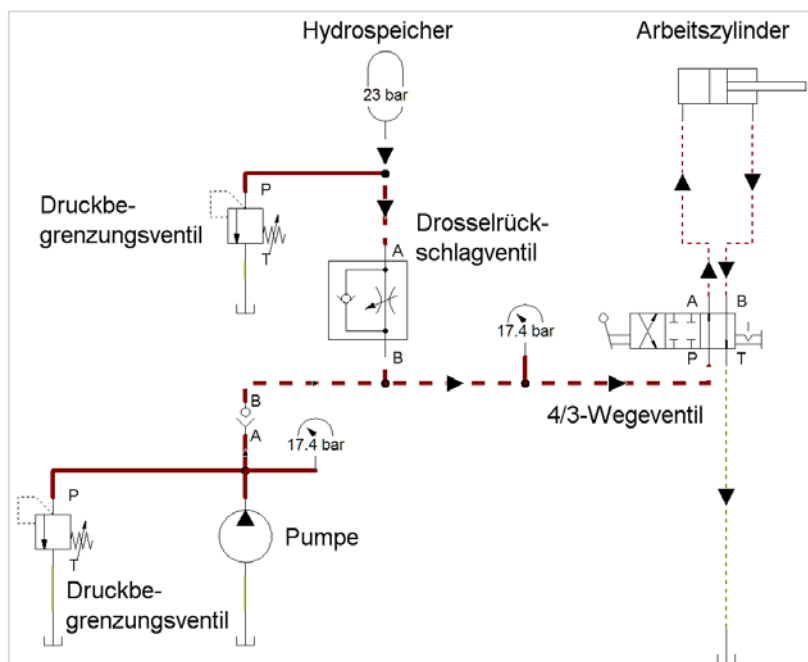 Hydrospeicher
Arbeitszylinder
23 bar
P
Druckbe-
grenzungsventil
T
Drosselrück-
schlagventil
A
B
17.4 bar
A
B
P
T
4/3-Wegeventil
B
A
17.4 bar
P
T
Pumpe
Druckbe-
grenzungsventil